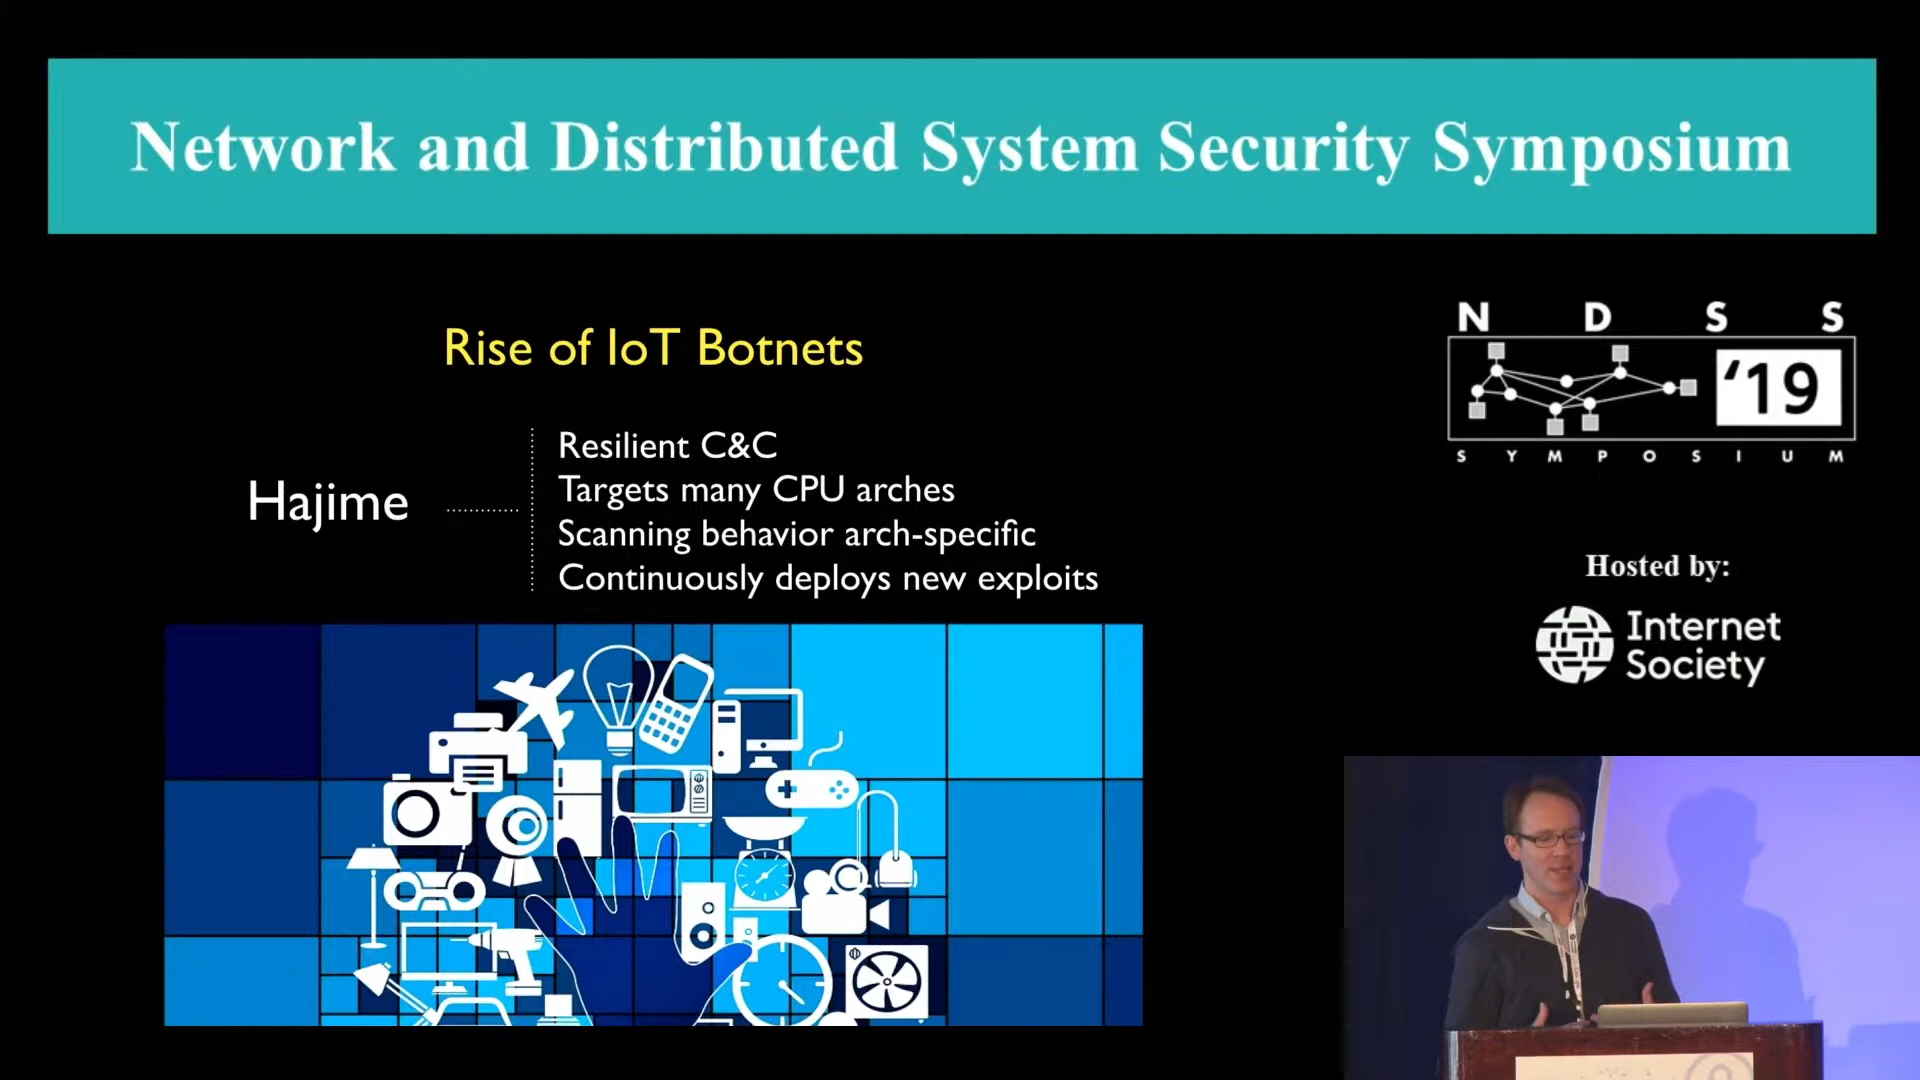 Network and Distributed System Security Symposium
Rise of IoT Botnets
Hajime
Resilient C&C
Targets many CPU arches
Scanning behavior arch-specific
Continuously deploys new exploits
N D S S
'19
S Y M P O S I U M
Hosted by:
Internet
Society